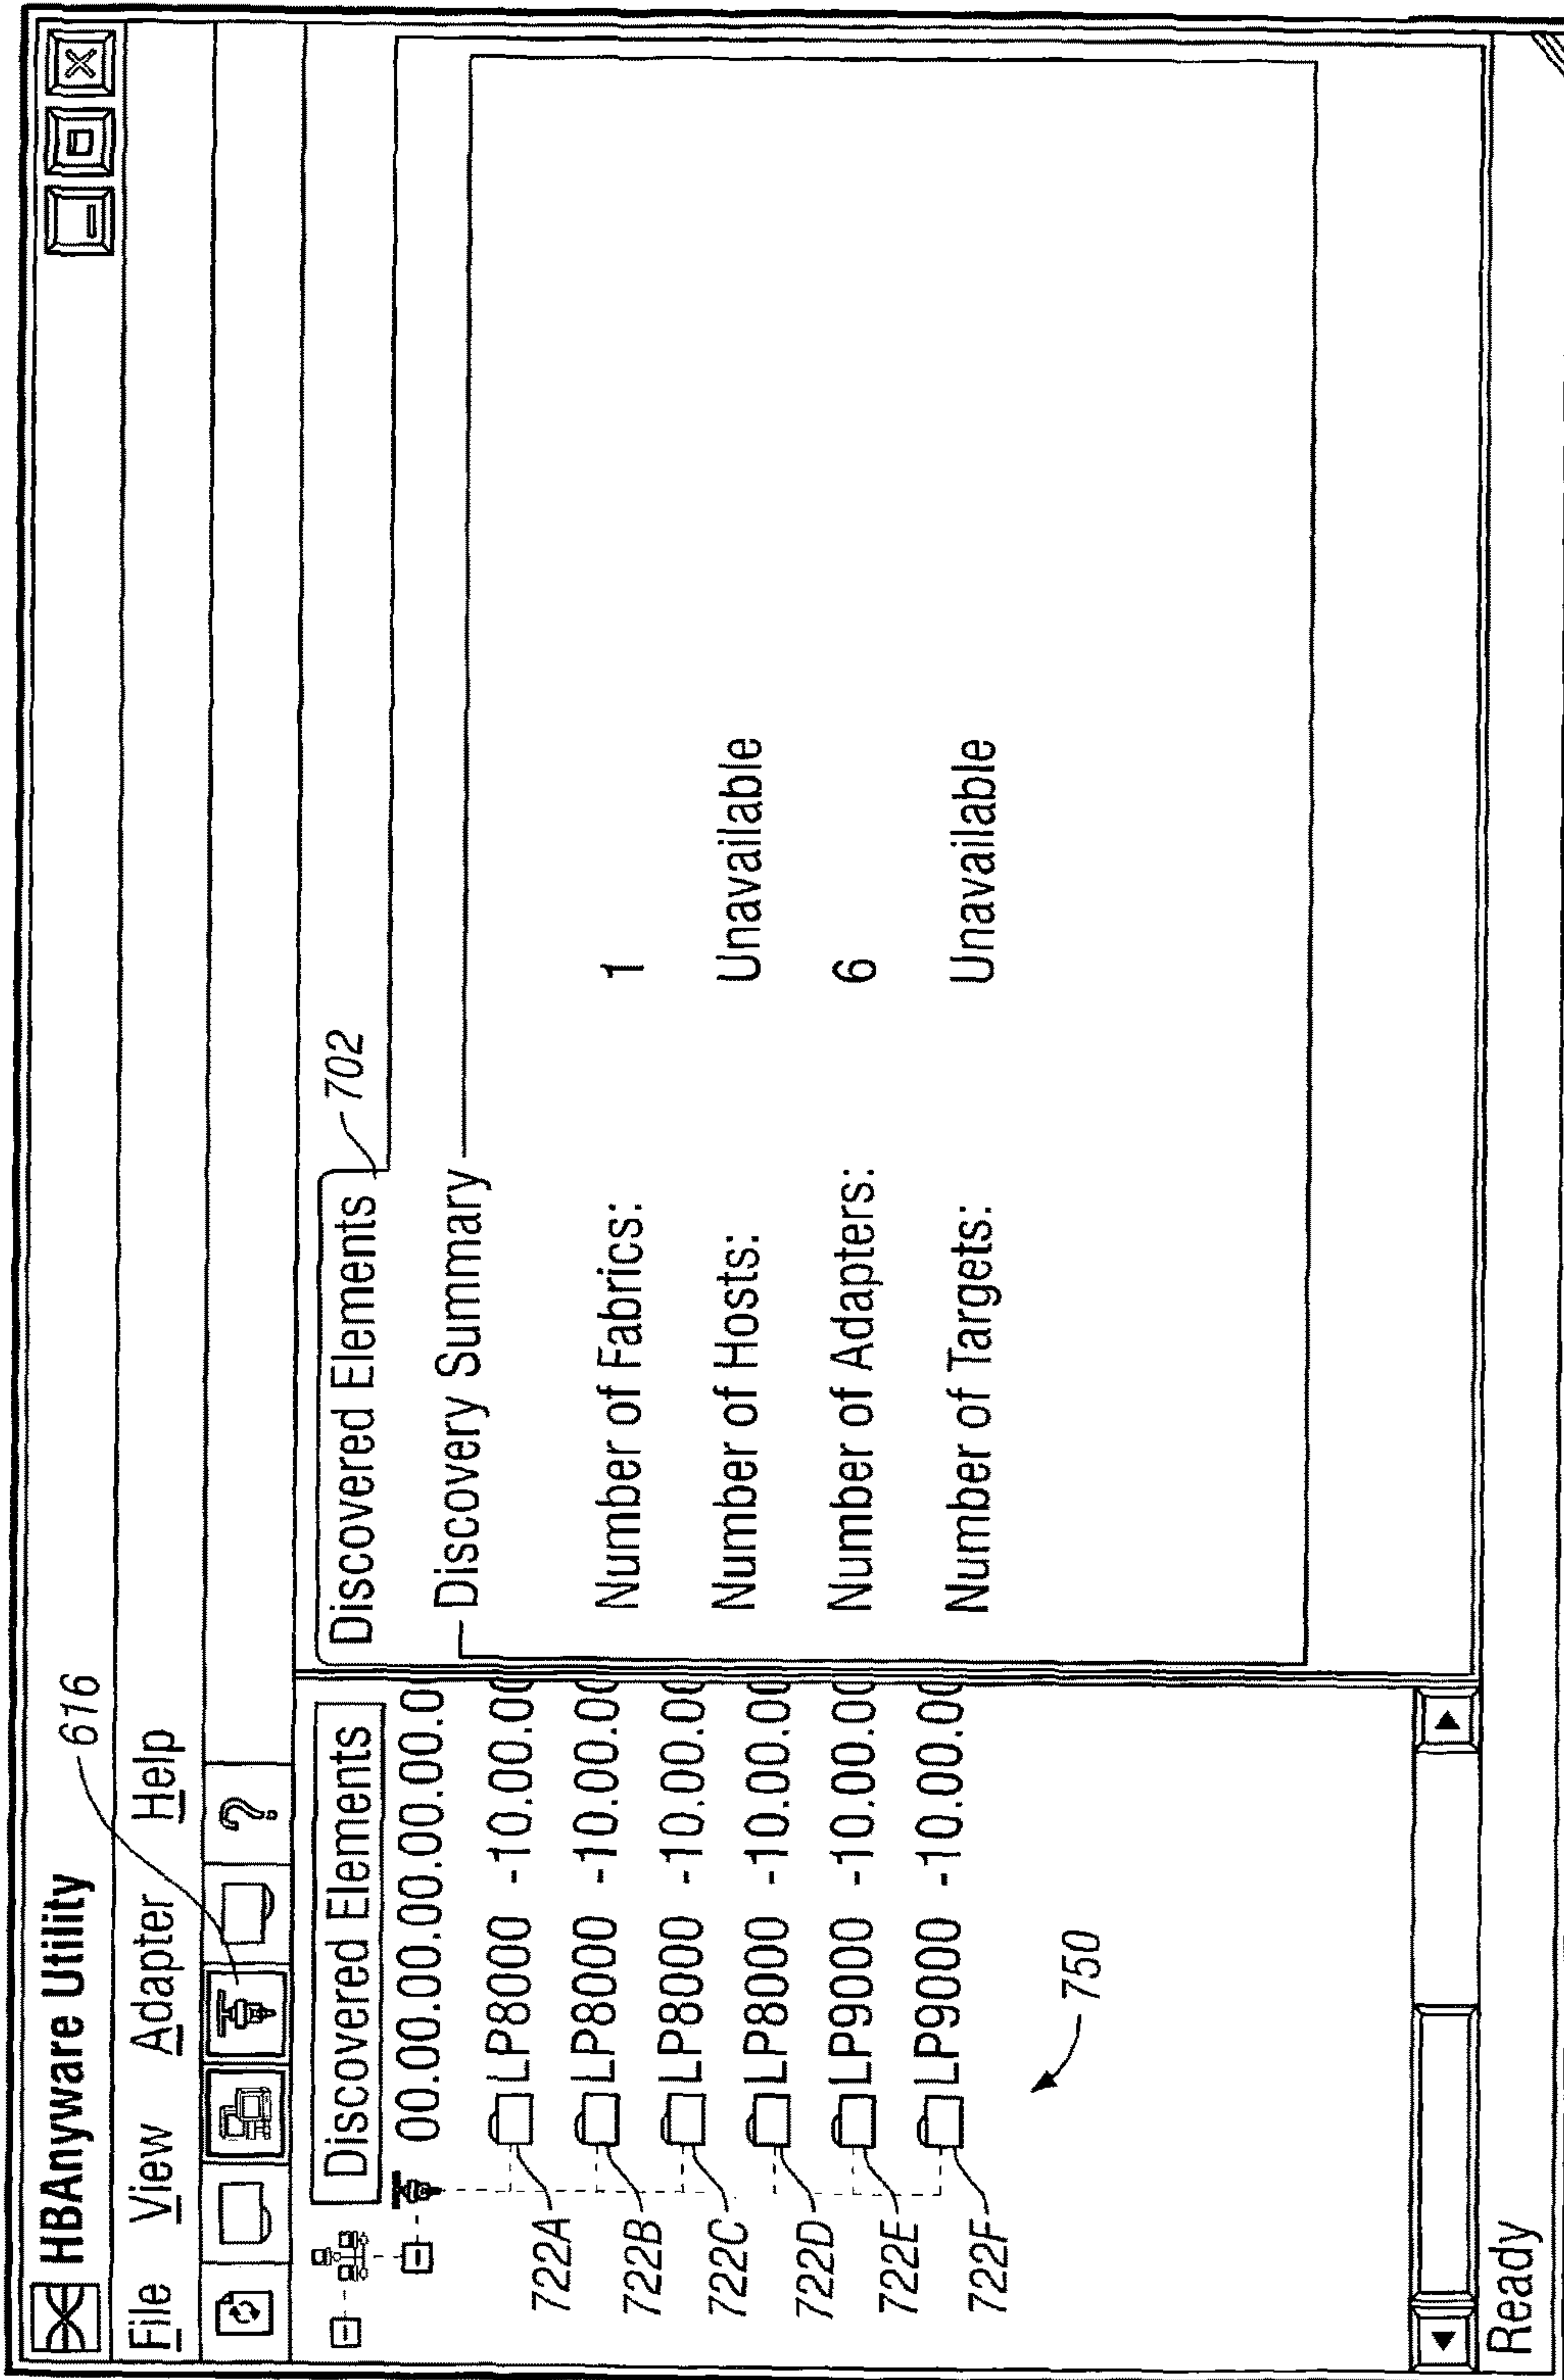 HBAnyware Utility
616
File View Adapter Help
?
Discovered Elements
00.00.00.00.00.00.00.0
722A LP8000 -10.00.00
722B LP8000 -10.00.00
722C LP8000 -10.00.00
722D LP8000 -10.00.00
722E LP9000 -10.00.00
722F LP9000 -10.00.00
750
Discovered Elements
702
Discovery Summary
Number of Fabrics: 1
Number of Hosts: Unavailable
Number of Adapters: 6
Number of Targets: Unavailable
Ready